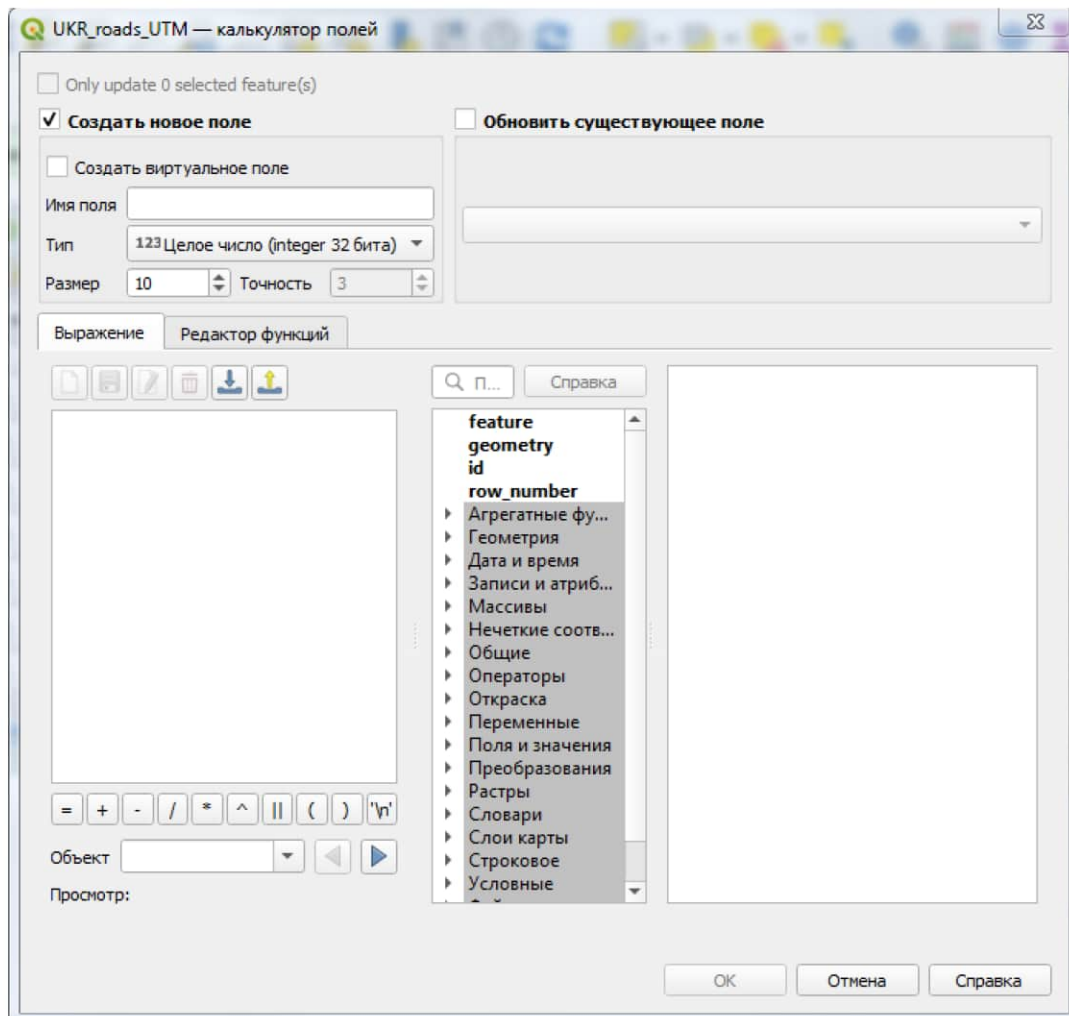 UKR_roads_UTM — калькулятор полей
Only update 0 selected feature(s)
Создать новое поле
Обновить существующее поле
Создать виртуальное поле
Имя поля
Тип 123 Целое число (integer 32 бита)
Размер 10 Точность 3
Выражение Редактор функций
П... Справка
feature
geometry
id
row_number
Агрегатные фу...
Геометрия
Дата и время
Записи и атриб...
Массивы
Нечеткие соотв...
Общие
Операторы
Откраска
Переменные
Поля и значения
Преобразования
Растры
Словари
Слои карты
Строковое
Условные
= + - / * ^ || ( ) '\n'
Объект
Просмотр:
OK Отмена Справка